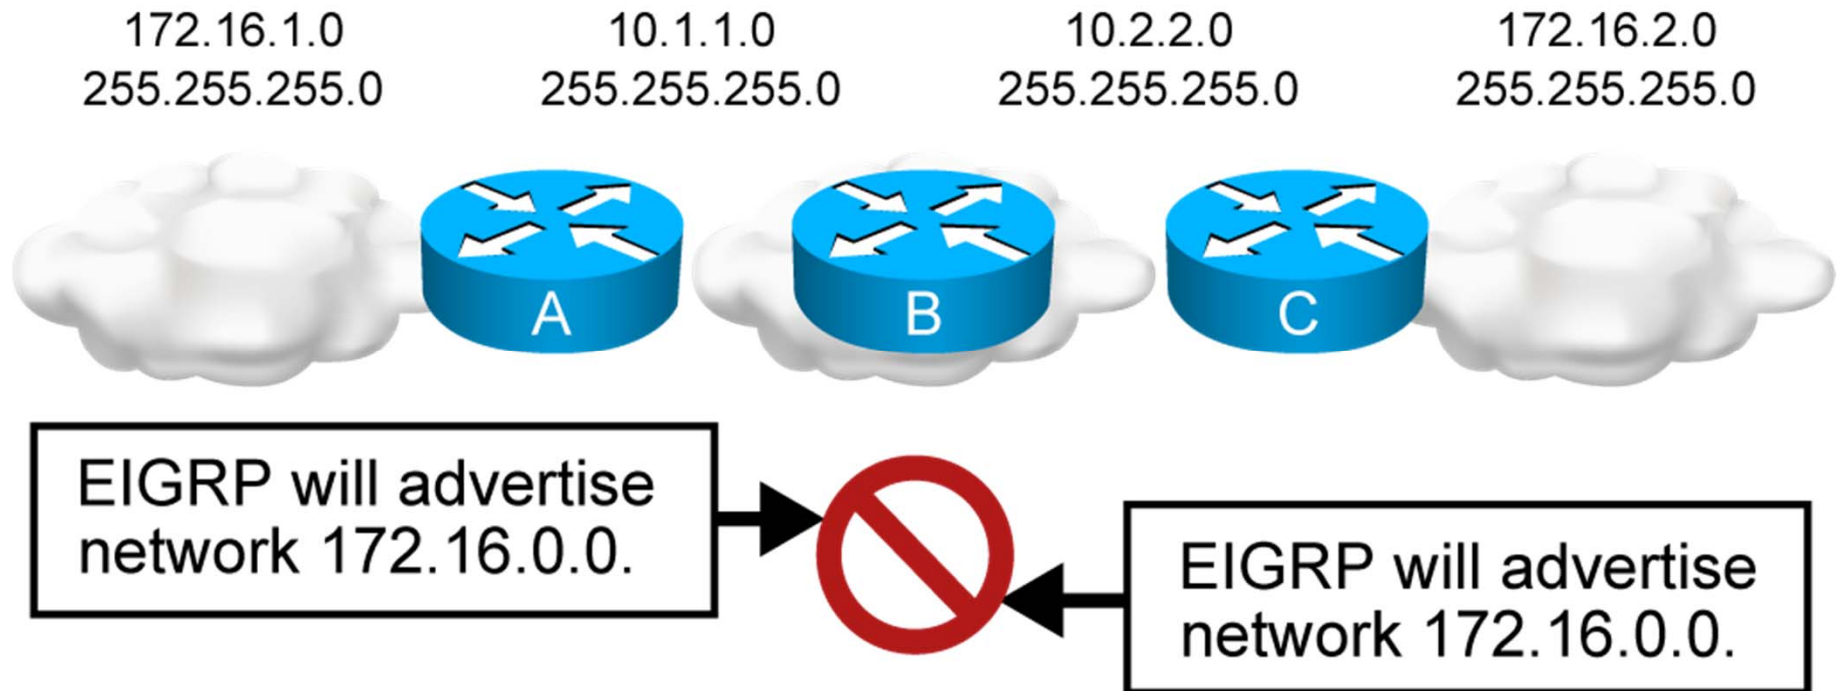 172.16.1.0
255.255.255.0
10.1.1.0
255.255.255.0
10.2.2.0
255.255.255.0
172.16.2.0
255.255.255.0
A
B
C
EIGRP will advertise
network 172.16.0.0.
EIGRP will advertise
network 172.16.0.0.